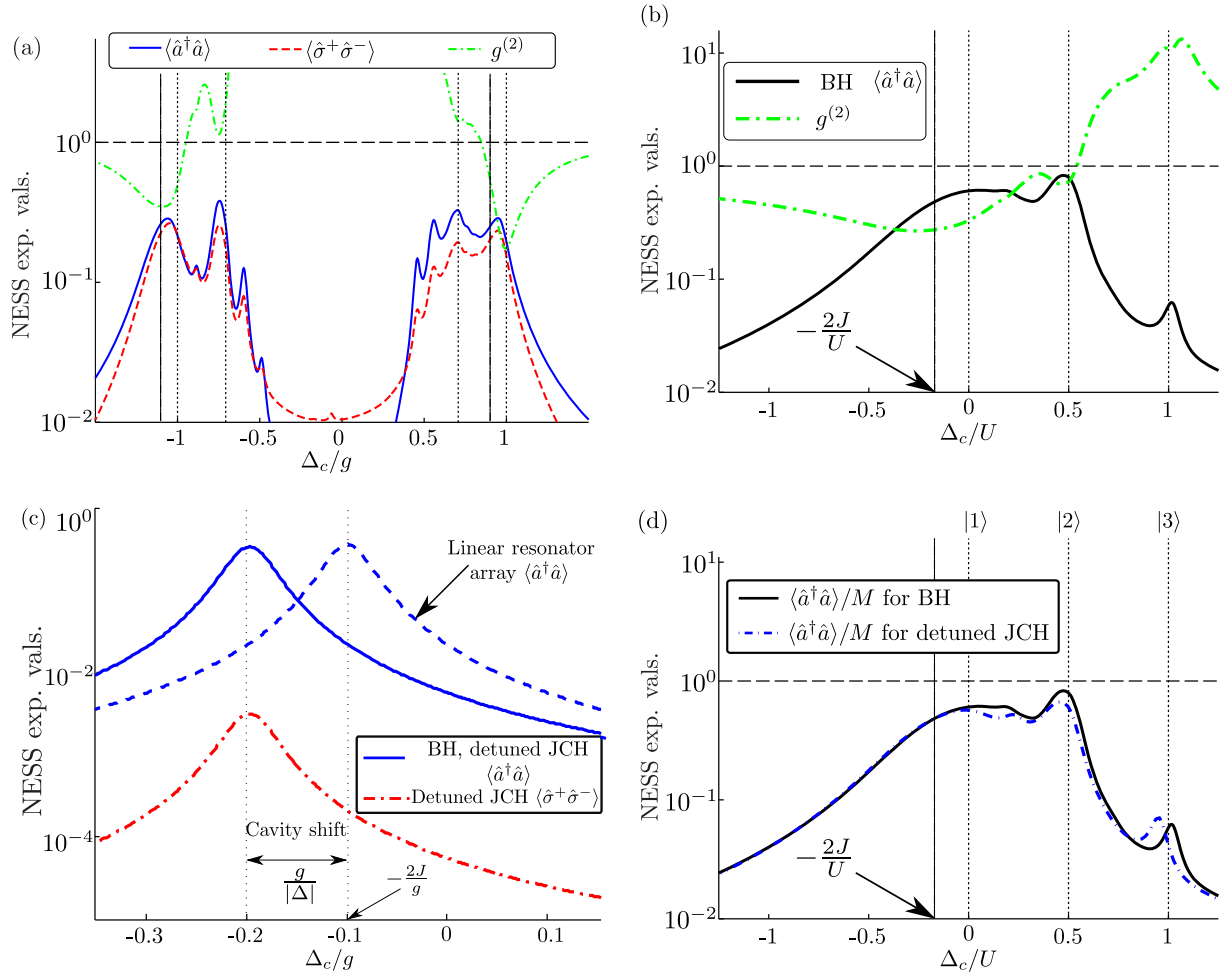 (a)
⟨â†â⟩
⟨σ̂⁺σ̂⁻⟩
g⁽²⁾
NESS exp. vals.
10⁰
10⁻¹
10⁻²
-1
-0.5
0
0.5
1
Δc/g
(b)
BH ⟨â†â⟩
g⁽²⁾
NESS exp. vals.
10¹
10⁰
10⁻¹
10⁻²
−2J/U
-1
-0.5
0
0.5
1
Δc/U
(c)
NESS exp. vals.
10⁰
10⁻²
10⁻⁴
Linear resonator
array ⟨â†â⟩
BH, detuned JCH
⟨â†â⟩
Detuned JCH ⟨σ̂⁺σ̂⁻⟩
Cavity shift
g/|Δ|
−2J/g
-0.3
-0.2
-0.1
0
0.1
Δc/g
(d)
|1⟩
|2⟩
|3⟩
⟨â†â⟩/M for BH
⟨â†â⟩/M for detuned JCH
NESS exp. vals.
10¹
10⁰
10⁻¹
10⁻²
−2J/U
-1
-0.5
0
0.5
1
Δc/U